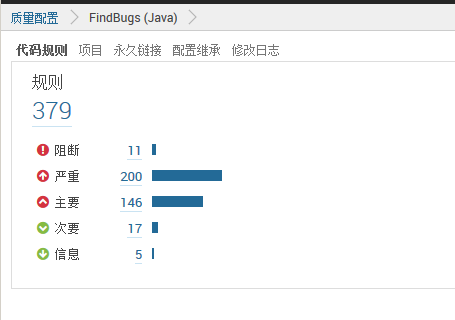 质量配置 FindBugs (Java)
代码规则 项目 永久链接 配置继承 修改日志
规则
379
阻断 11
严重 200
主要 146
次要 17
信息 5